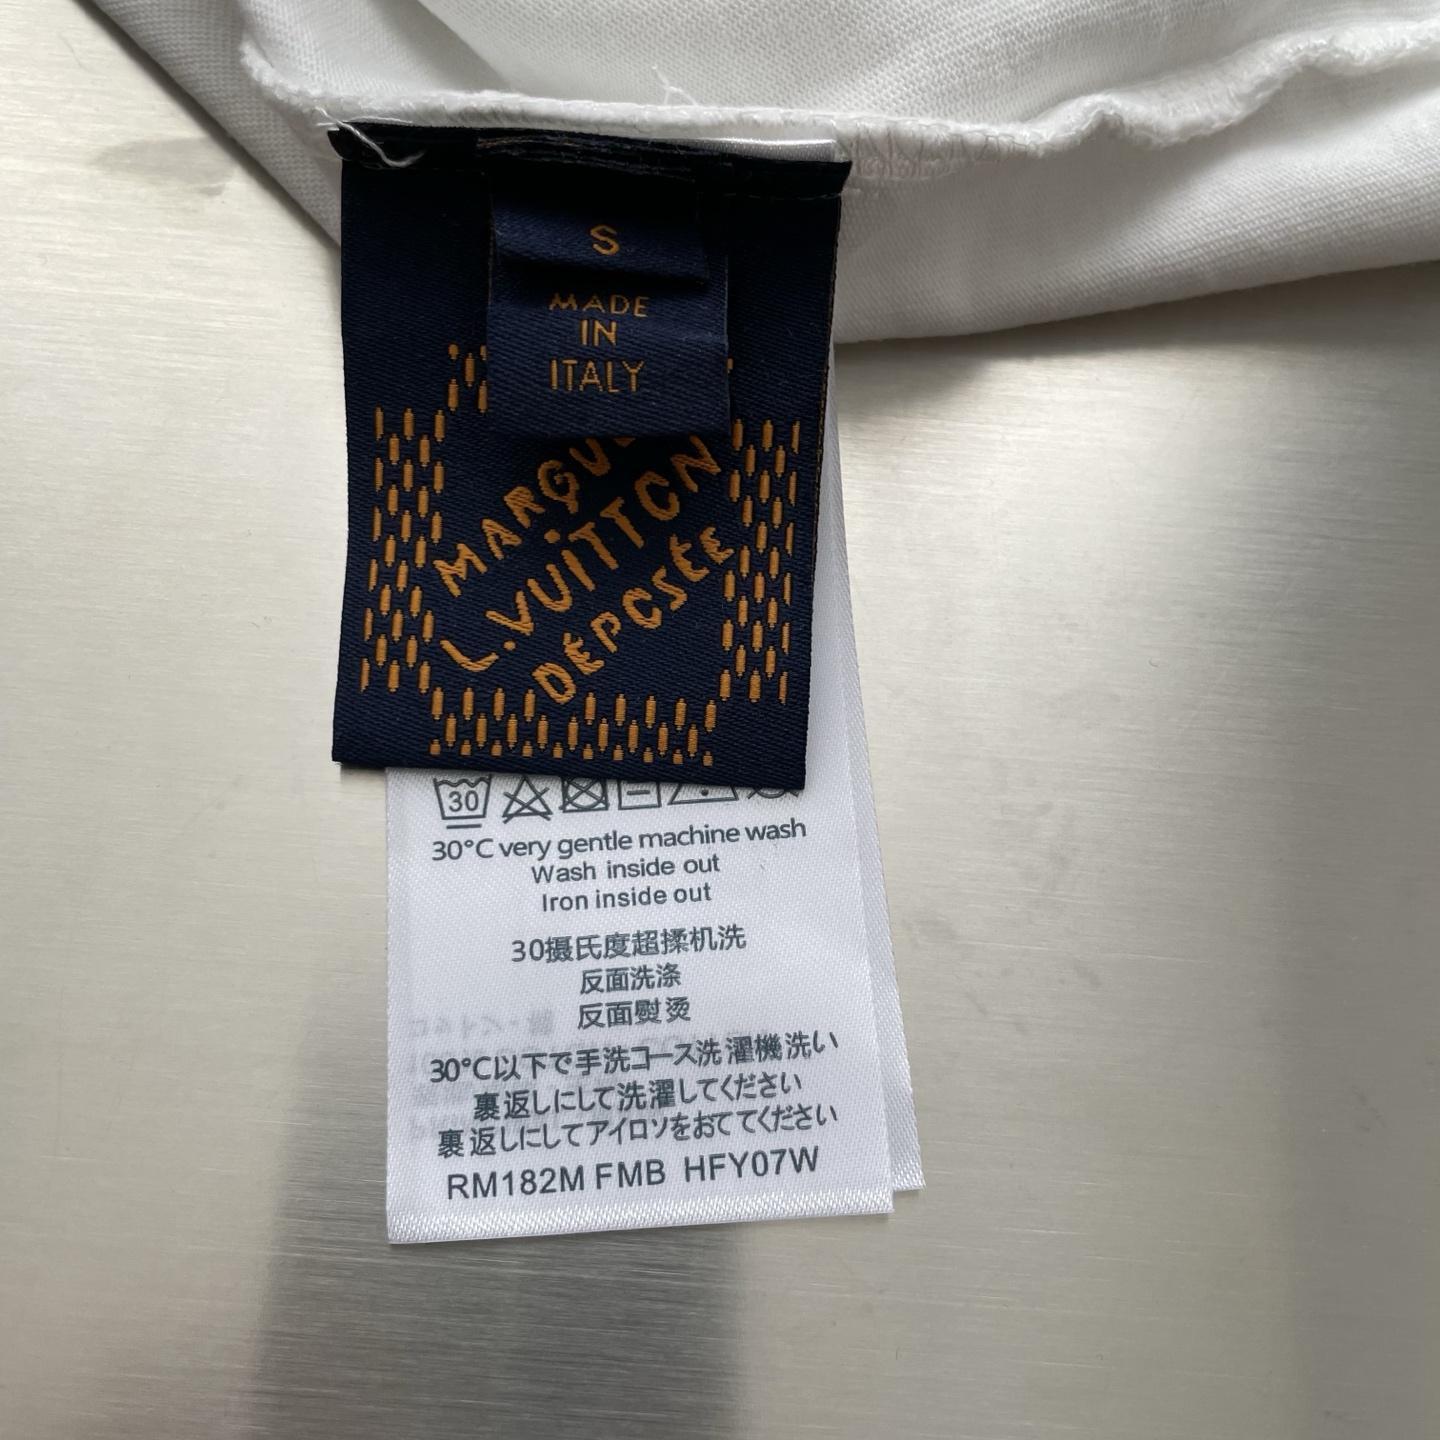 S
MADE
IN
ITALY
MARQUE
L.VUITTON
DÉPOSÉE
30
30°C very gentle machine wash
Wash inside out
Iron inside out
30摄氏度超揉机洗
反面洗涤
反面熨烫
30°C以下で手洗コース洗濯機洗い
裏返しにして洗濯してください
裏返しにしてアイロソをおててください
RM182M FMB HFY07W